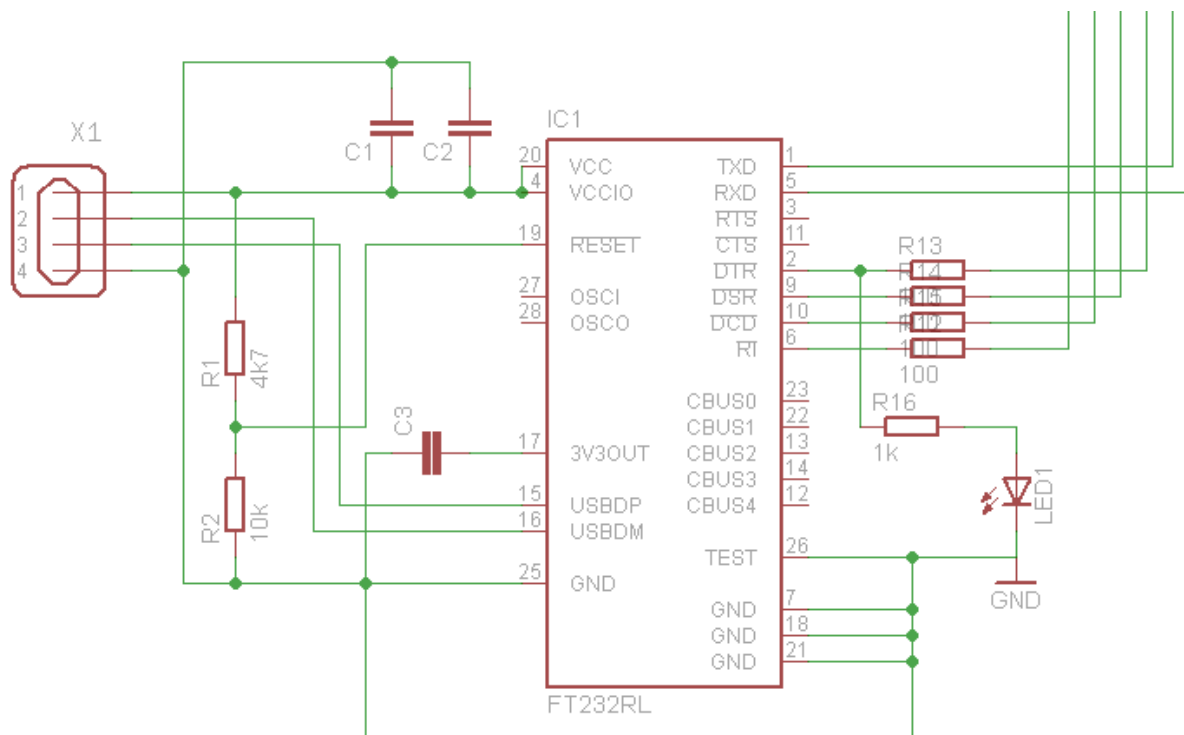 X1
1
2
3
4
C1
C2
IC1
20
VCC
4
VCCIO
19
RESET
27
OSCI
28
OSCO
17
3V3OUT
15
USBDP
16
USBDM
25
GND
TXD
1
RXD
5
RTS
3
CTS
11
DTR
2
DSR
9
DCD
10
RI
6
CBUS0
23
CBUS1
22
CBUS2
13
CBUS3
14
CBUS4
12
TEST
26
GND
7
GND
18
GND
21
FT232RL
R1
4k7
R2
10k
C3
R13
R14
100
R16
1k
LED1
GND